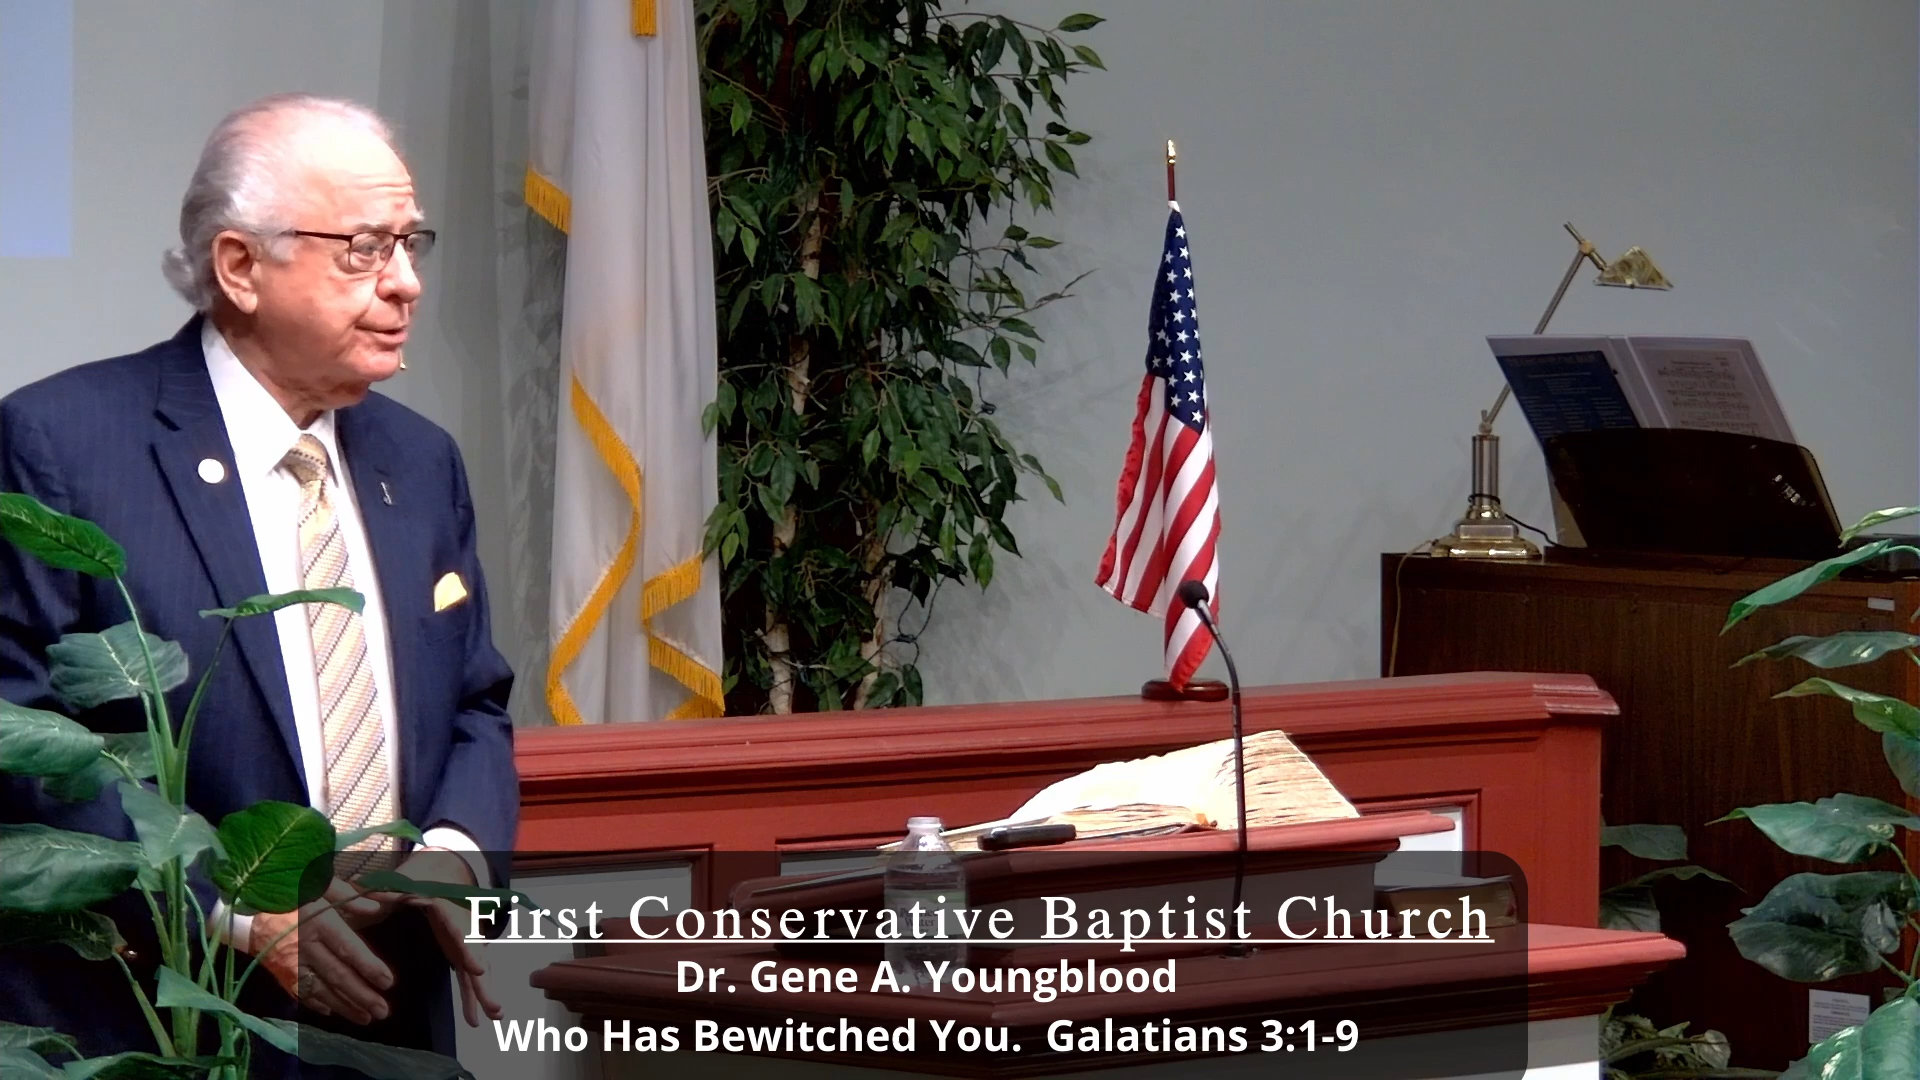 First Conservative Baptist Church
Dr. Gene A. Youngblood
Who Has Bewitched You.  Galatians 3:1-9